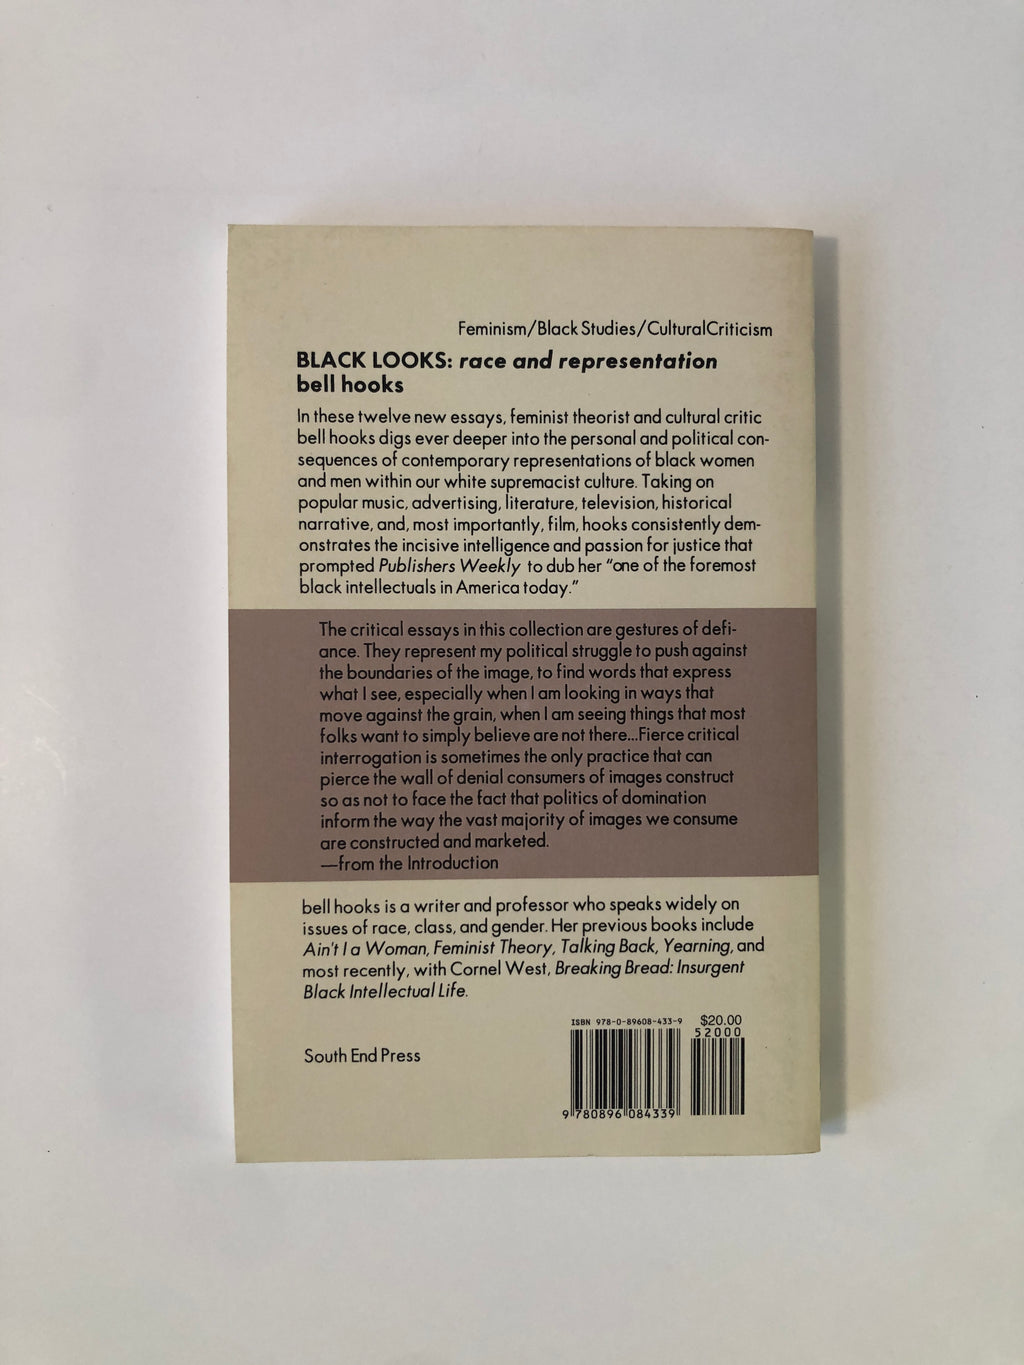 Feminism/Black Studies/CulturalCriticism
BLACK LOOKS: race and representation
bell hooks
In these twelve new essays, feminist theorist and cultural critic
bell hooks digs ever deeper into the personal and political con-
sequences of contemporary representations of black women
and men within our white supremacist culture. Taking on
popular music, advertising, literature, television, historical
narrative, and, most importantly, film, hooks consistently dem-
onstrates the incisive intelligence and passion for justice that
prompted Publishers Weekly to dub her "one of the foremost
black intellectuals in America today."
The critical essays in this collection are gestures of defi-
ance. They represent my political struggle to push against
the boundaries of the image, to find words that express
what I see, especially when I am looking in ways that
move against the grain, when I am seeing things that most
folks want to simply believe are not there...Fierce critical
interrogation is sometimes the only practice that can
pierce the wall of denial consumers of images construct
so as not to face the fact that politics of domination
inform the way the vast majority of images we consume
are constructed and marketed.
—from the Introduction
bell hooks is a writer and professor who speaks widely on
issues of race, class, and gender. Her previous books include
Ain't I a Woman, Feminist Theory, Talking Back, Yearning, and
most recently, with Cornel West, Breaking Bread: Insurgent
Black Intellectual Life.
South End Press
ISBN 978-0-89608-433-9
$20.00
52000
9 780896 084339